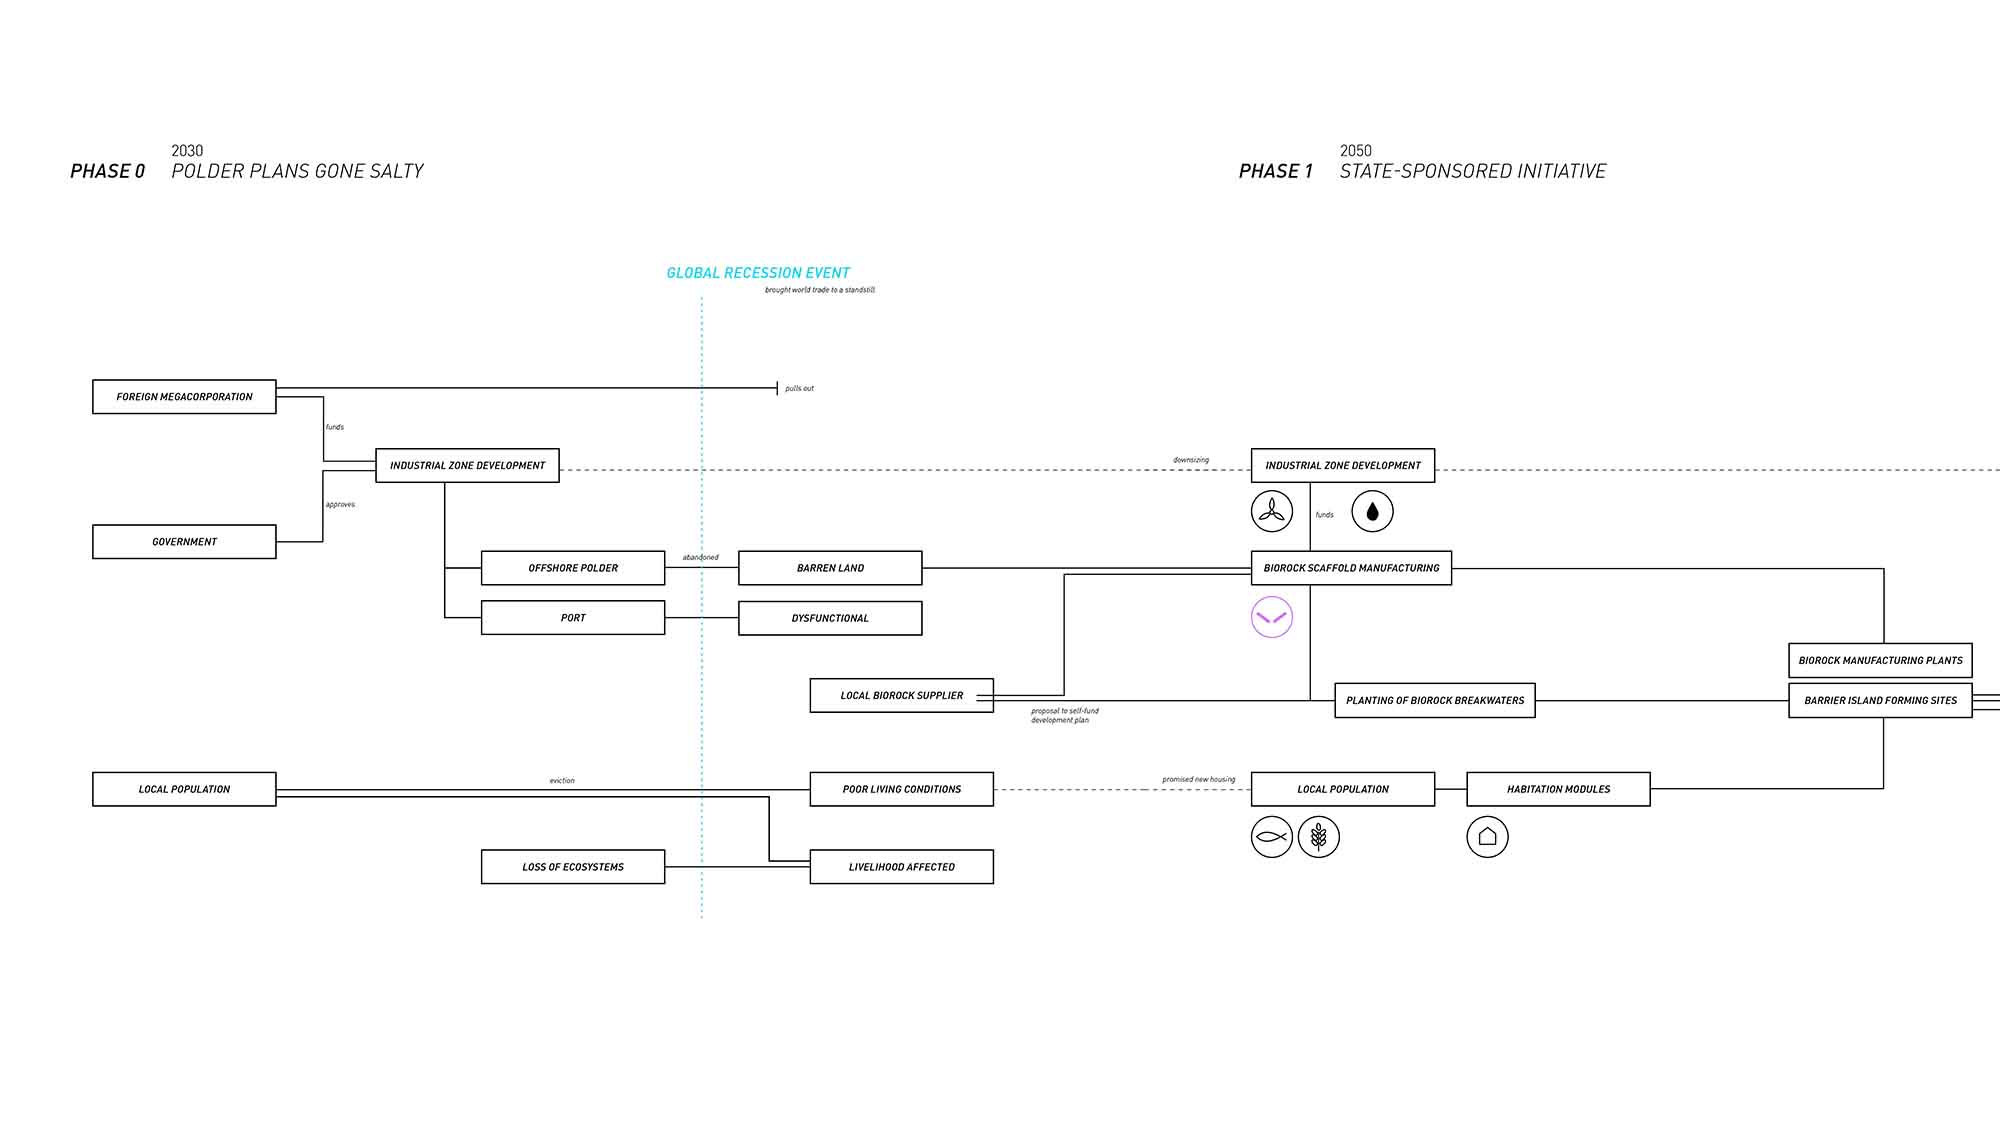 2030
PHASE 0 POLDER PLANS GONE SALTY
2050
PHASE 1 STATE-SPONSORED INITIATIVE
GLOBAL RECESSION EVENT
brought world trade to a standstill
FOREIGN MEGACORPORATION
pulls out
funds
INDUSTRIAL ZONE DEVELOPMENT
downsizing
INDUSTRIAL ZONE DEVELOPMENT
approves
funds
GOVERNMENT
OFFSHORE POLDER
abandoned
BARREN LAND
BIOROCK SCAFFOLD MANUFACTURING
PORT
DYSFUNCTIONAL
BIOROCK MANUFACTURING PLANTS
LOCAL BIOROCK SUPPLIER
proposal to self-fund
development plan
PLANTING OF BIOROCK BREAKWATERS
BARRIER ISLAND FORMING SITES
LOCAL POPULATION
eviction
POOR LIVING CONDITIONS
promised new housing
LOCAL POPULATION
HABITATION MODULES
LOSS OF ECOSYSTEMS
LIVELIHOOD AFFECTED